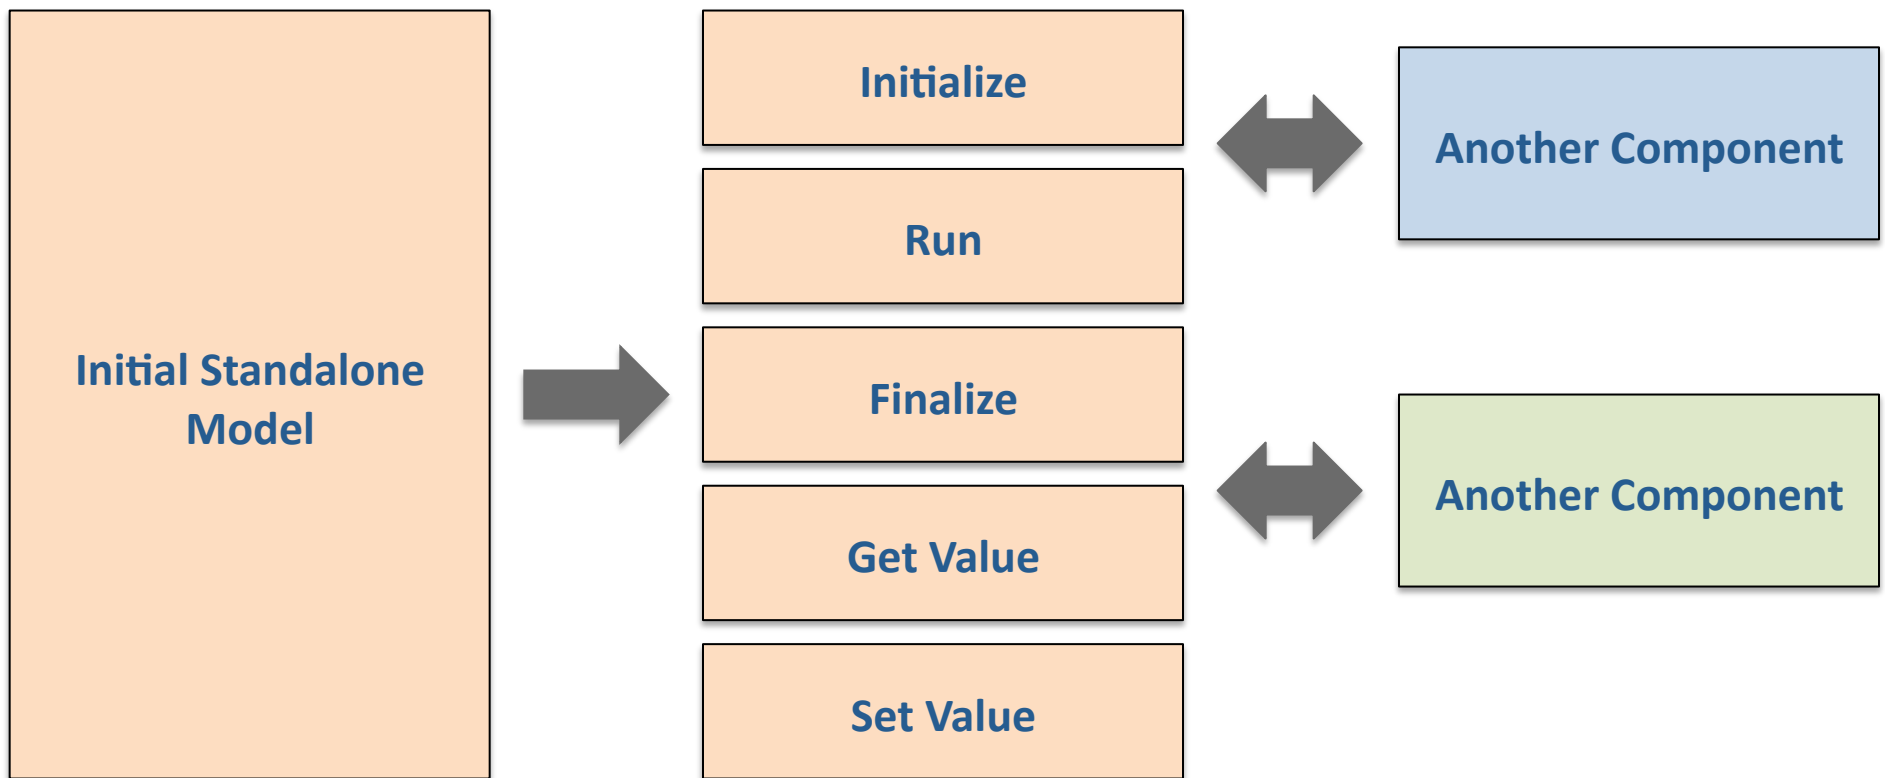 Initial Standalone
Model
Initialize
Run
Finalize
Get Value
Set Value
Another Component
Another Component